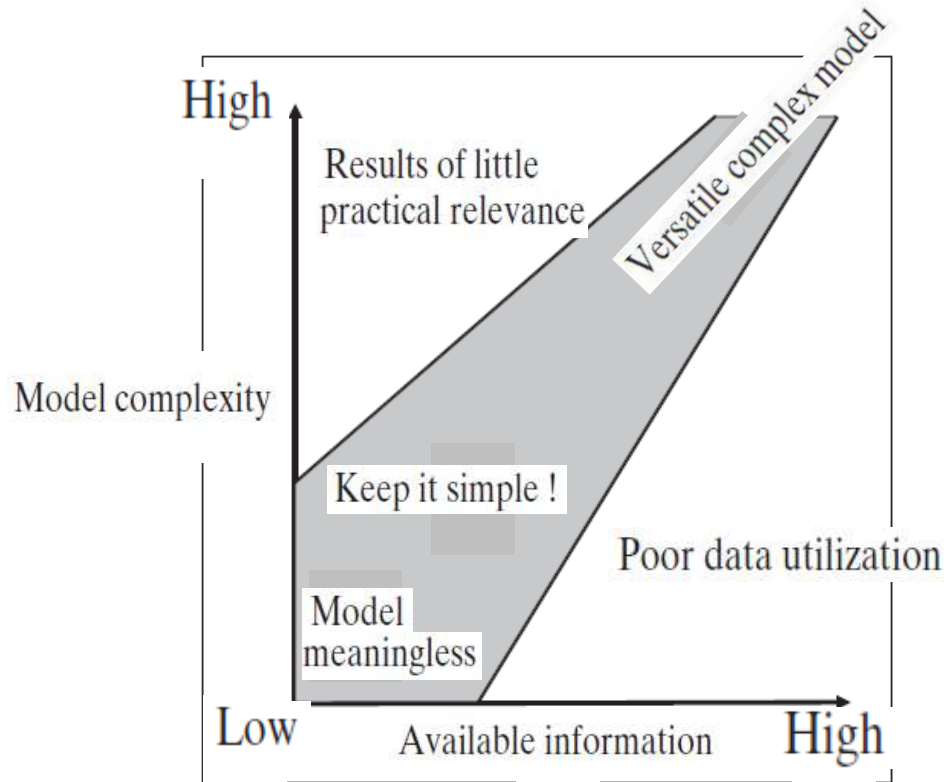 High
Versatile complex model
Results of little
practical relevance
Model complexity
Keep it simple !
Poor data utilization
Model
meaningless
Low
Available information
High